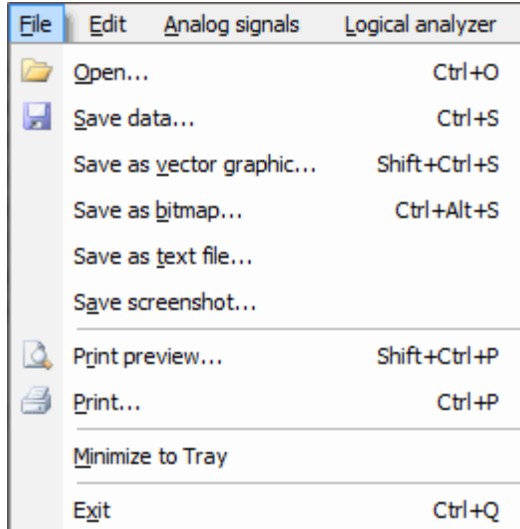 File Edit Analog signals Logical analyzer
Open... Ctrl+O
Save data... Ctrl+S
Save as vector graphic... Shift+Ctrl+S
Save as bitmap... Ctrl+Alt+S
Save as text file...
Save screenshot...
Print preview... Shift+Ctrl+P
Print... Ctrl+P
Minimize to Tray
Exit Ctrl+Q